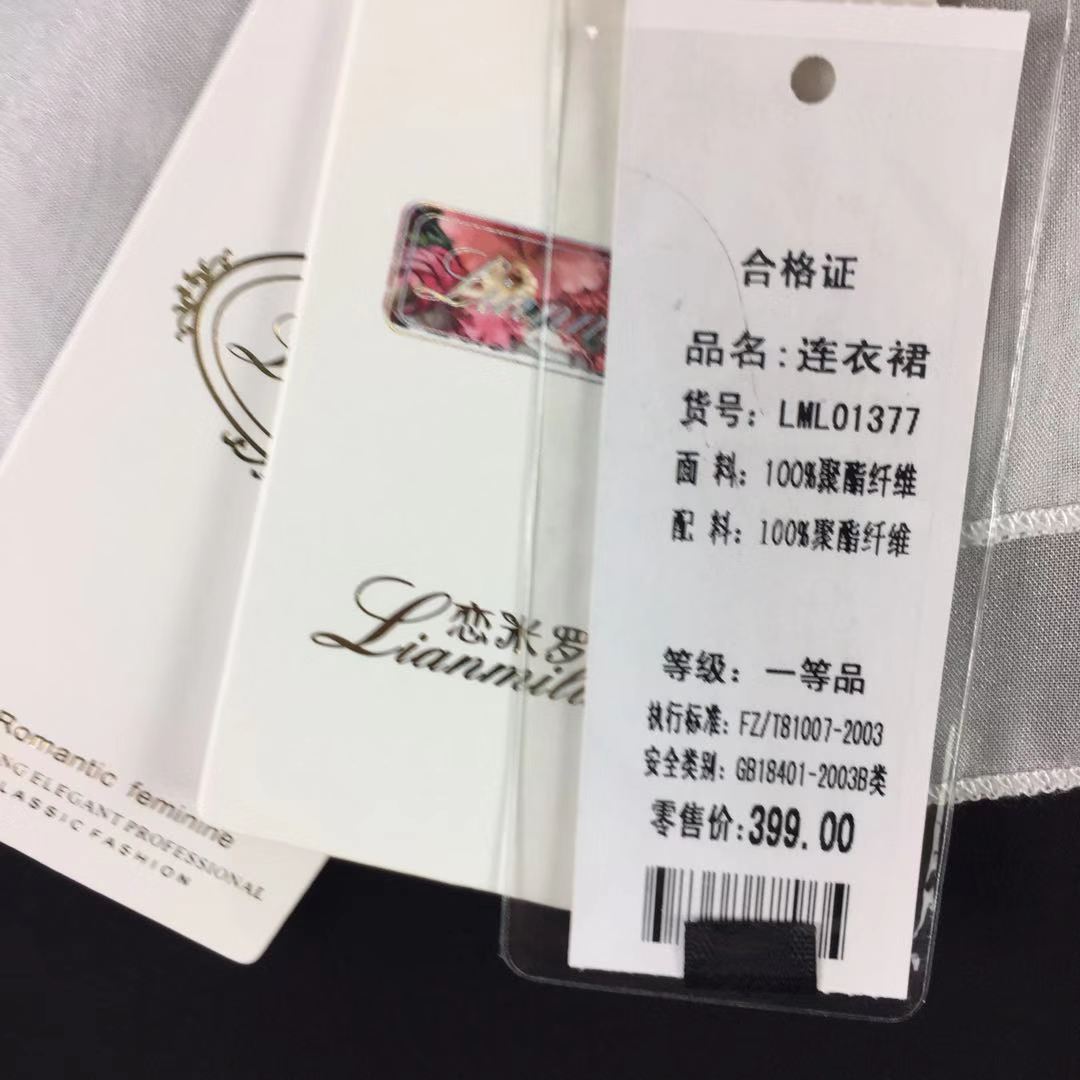 合格证
品名:连衣裙
货号: LML01377
面 料: 100%聚酯纤维
配 料: 100%聚酯纤维
等级: 一等品
执行标准: FZ/T81007-2003
安全类别: GB18401-2003B类
零售价:399.00
恋米罗
Lianmil
Romantic feminine
NG ELEGANT PROFESSIONAL
LASSIC FASHION